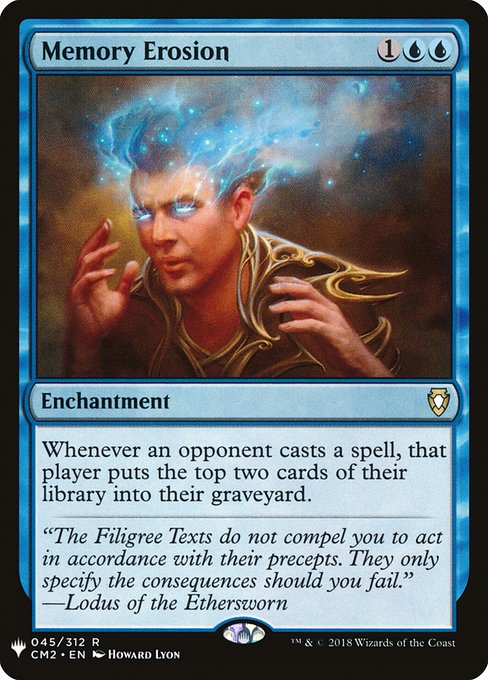 Memory Erosion 1
Enchantment
Whenever an opponent casts a spell, that
player puts the top two cards of their
library into their graveyard.
“The Filigree Texts do not compel you to act
in accordance with their precepts. They only
specify the consequences should you fail.”
—Lodus of the Ethersworn
045/312 R
CM2 • EN Howard Lyon
™ & © 2018 Wizards of the Coast